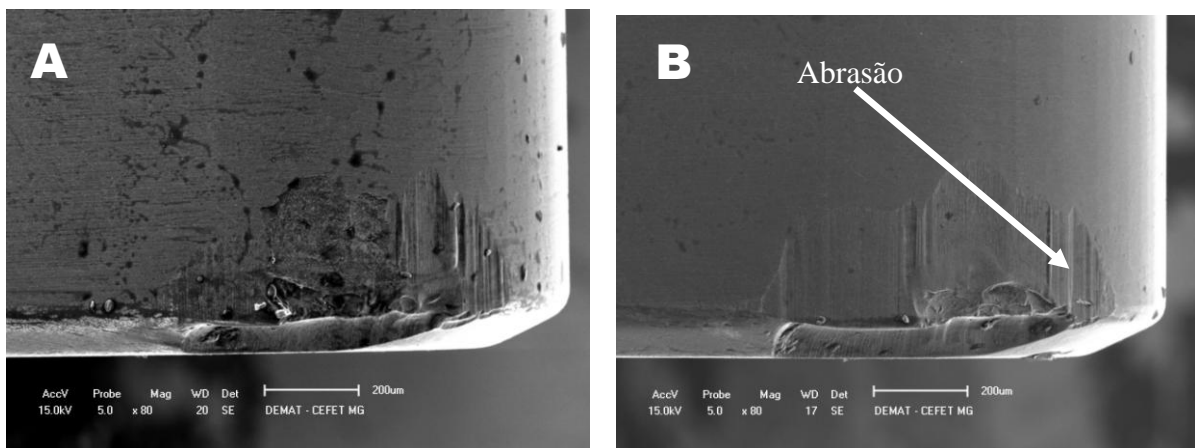 A
AccV Probe Mag WD Det
15.0kV 5.0 x 80 20 SE
200um
DEMAT - CEFET MG
B
Abrasão
AccV Probe Mag WD Det
15.0kV 5.0 x 80 17 SE
200um
DEMAT - CEFET MG